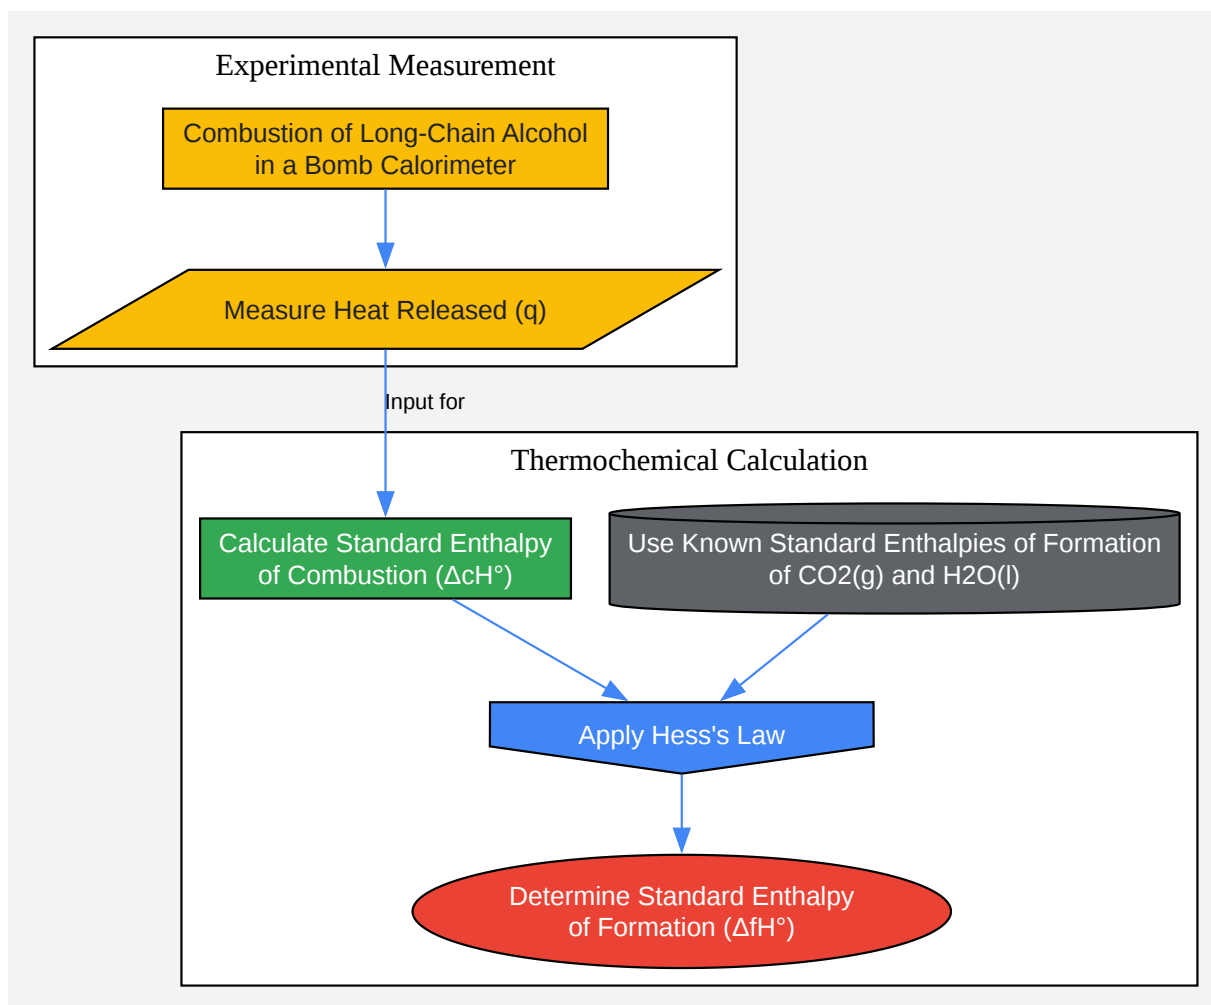 Experimental Measurement
Combustion of Long-Chain Alcohol
in a Bomb Calorimeter
Measure Heat Released (q)
Input for
Thermochemical Calculation
Calculate Standard Enthalpy
of Combustion (ΔcH°)
Use Known Standard Enthalpies of Formation
of CO2(g) and H2O(l)
Apply Hess's Law
Determine Standard Enthalpy
of Formation (ΔfH°)